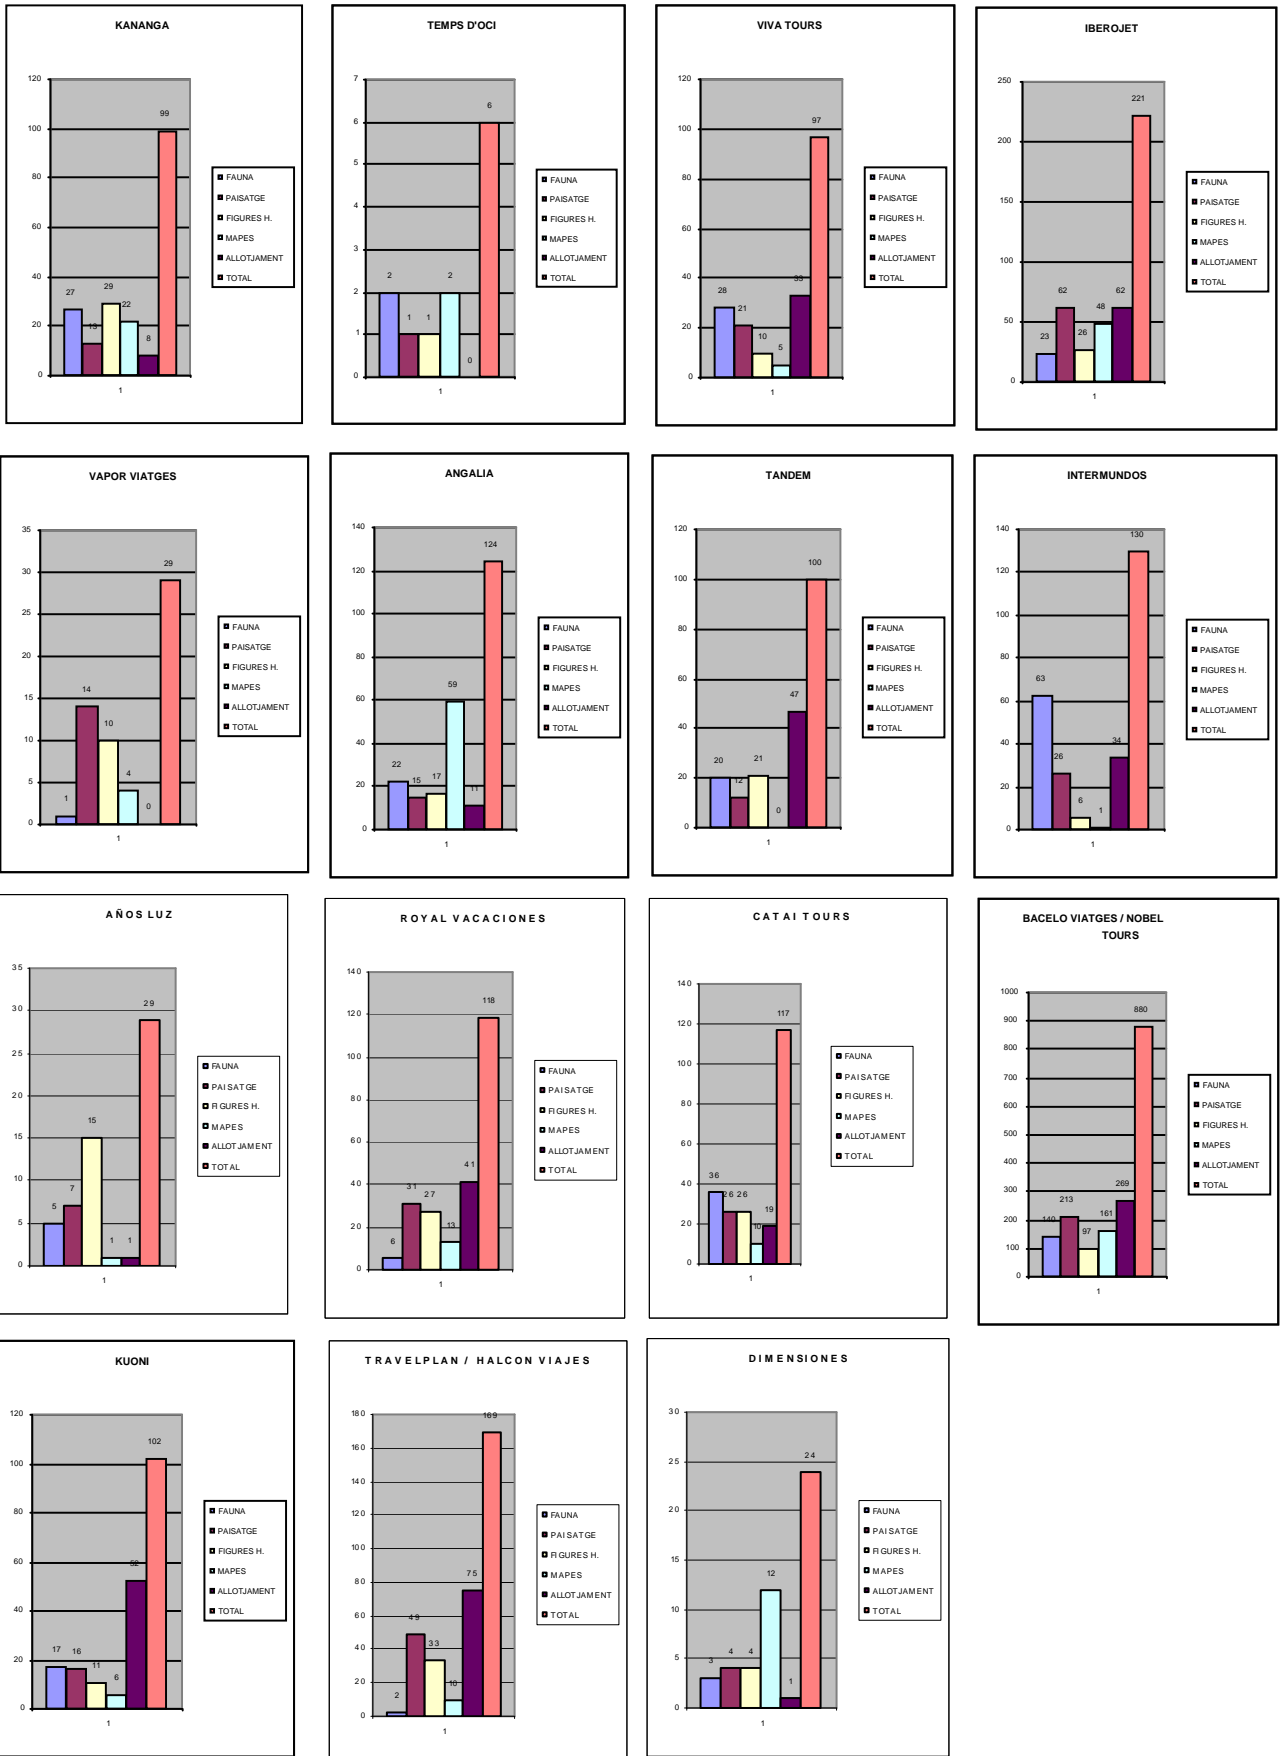 KANANGA
120
100
80
60
40
20
0
27
13
29
22
8
99
1
FAUNA
PAISATGE
FIGURES H.
MAPES
ALLOTJAMENT
TOTAL
TEMPS D'OCI
7
6
5
4
3
2
1
0
2
1
1
2
0
6
1
FAUNA
PAISATGE
FIGURES H.
MAPES
ALLOTJAMENT
TOTAL
VIVA TOURS
120
100
80
60
40
20
0
28
21
10
5
33
97
1
FAUNA
PAISATGE
FIGURES H.
MAPES
ALLOTJAMENT
TOTAL
IBEROJET
250
200
150
100
50
0
23
62
26
48
62
221
1
FAUNA
PAISATGE
FIGURES H.
MAPES
ALLOTJAMENT
TOTAL
VAPOR VIATGES
35
30
25
20
15
10
5
0
1
14
10
4
0
29
1
FAUNA
PAISATGE
FIGURES H.
MAPES
ALLOTJAMENT
TOTAL
ANGALIA
140
120
100
80
60
40
20
0
22
15
17
59
11
124
1
FAUNA
PAISATGE
FIGURES H.
MAPES
ALLOTJAMENT
TOTAL
TANDEM
120
100
80
60
40
20
0
20
12
21
0
47
100
1
FAUNA
PAISATGE
FIGURES H.
MAPES
ALLOTJAMENT
TOTAL
INTERMUNDOS
140
120
100
80
60
40
20
0
63
26
6
1
34
130
1
FAUNA
PAISATGE
FIGURES H.
MAPES
ALLOTJAMENT
TOTAL
AÑOS LUZ
35
30
25
20
15
10
5
0
5
7
15
1
1
29
1
FAUNA
PAISATGE
FIGURES H.
MAPES
ALLOTJAMENT
TOTAL
ROYAL VACACIONES
140
120
100
80
60
40
20
0
6
31
27
13
41
118
1
FAUNA
PAISATGE
FIGURES H.
MAPES
ALLOTJAMENT
TOTAL
CATAI TOURS
140
120
100
80
60
40
20
0
36
26
26
10
19
117
1
FAUNA
PAISATGE
FIGURES H.
MAPES
ALLOTJAMENT
TOTAL
BACELO VIATGES / NOBEL
TOURS
1000
900
800
700
600
500
400
300
200
100
0
140
213
97
161
269
880
1
FAUNA
PAISATGE
FIGURES H.
MAPES
ALLOTJAMENT
TOTAL
KUONI
120
100
80
60
40
20
0
17
16
11
6
52
102
1
FAUNA
PAISATGE
FIGURES H.
MAPES
ALLOTJAMENT
TOTAL
TRAVELPLAN / HALCON VIAJES
180
160
140
120
100
80
60
40
20
0
2
49
33
10
75
169
1
FAUNA
PAISATGE
FIGURES H.
MAPES
ALLOTJAMENT
TOTAL
DIMENSIONES
30
25
20
15
10
5
0
3
4
4
12
1
24
1
FAUNA
PAISATGE
FIGURES H.
MAPES
ALLOTJAMENT
TOTAL